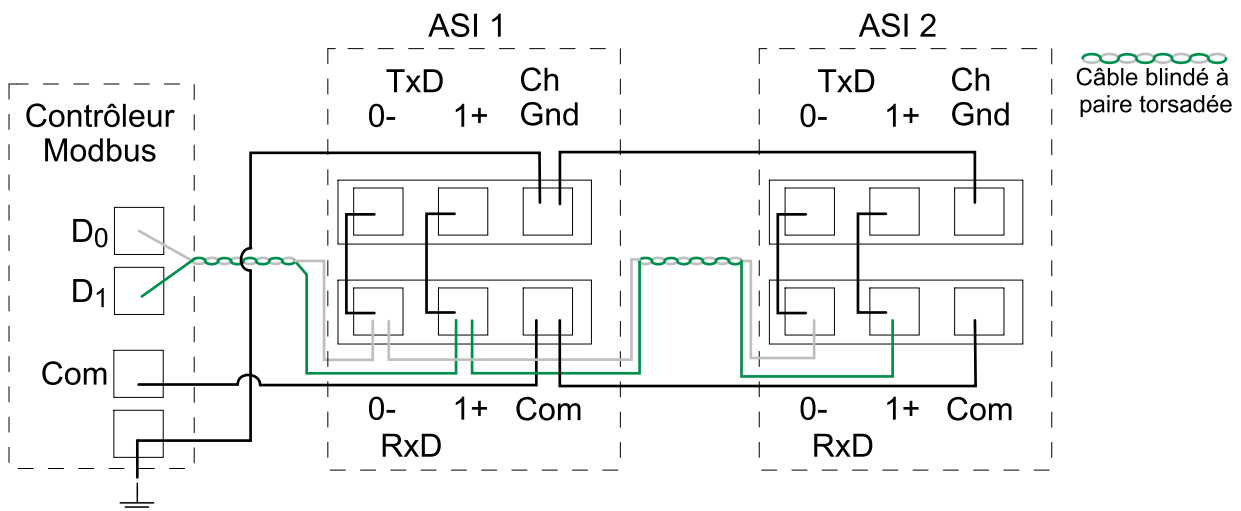 ASI 1
ASI 2
TxD
Ch
0-
1+
Gnd
TxD
Ch
0-
1+
Gnd
Câble blindé à
paire torsadée
Contrôleur
Modbus
D0
D1
Com
0-
1+
Com
RxD
0-
1+
Com
RxD